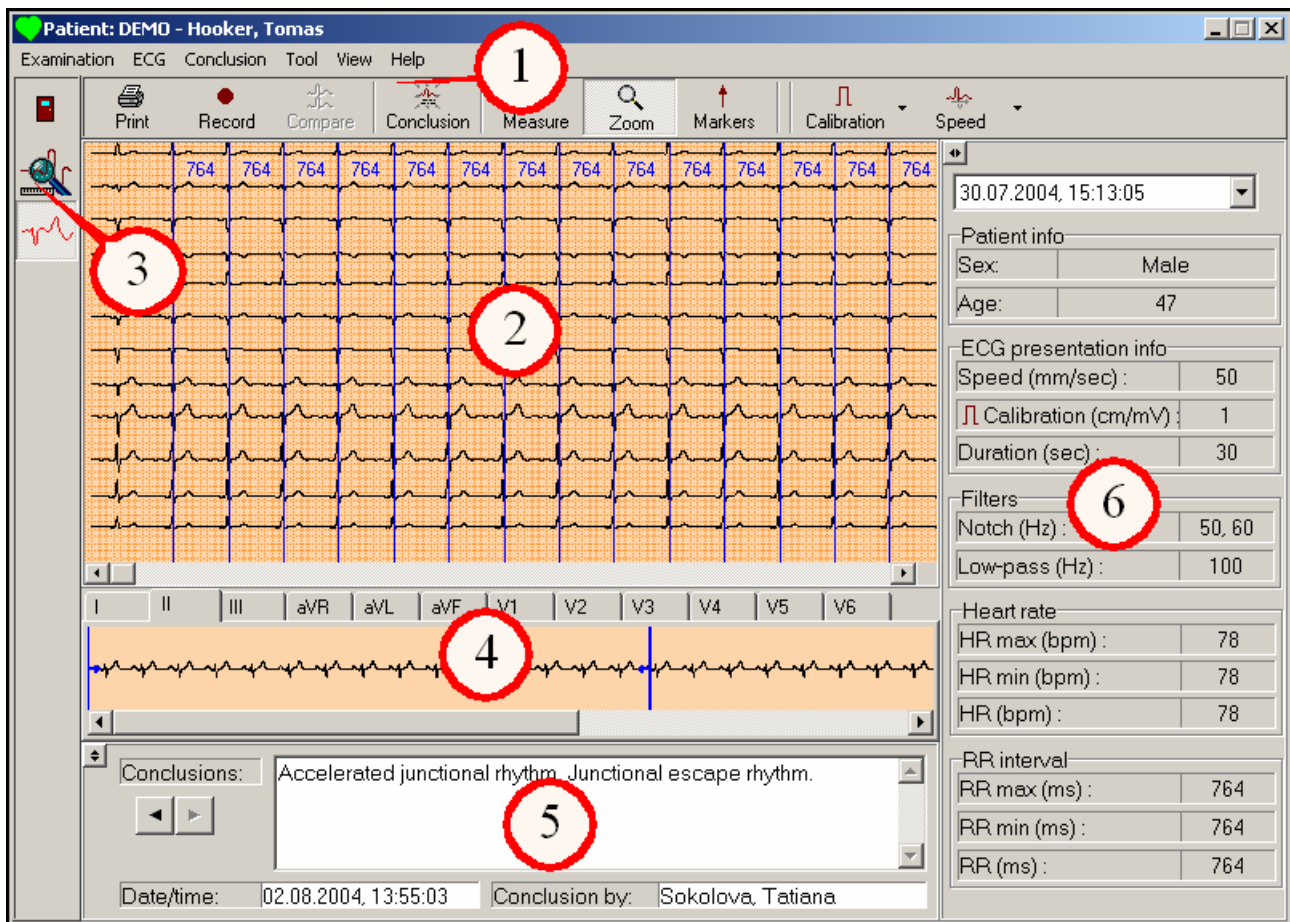 Patient: DEMO - Hooker, Tomas
Examination ECG Conclusion Tool View Help
1
Print Record Compare Conclusion Measure Zoom Markers Calibration Speed
764 764 764 764 764 764 764 764 764 764 764 764 764 764
30.07.2004, 15:13:05
Patient info
Sex: Male
Age: 47
3
2
ECG presentation info
Speed (mm/sec) : 50
Calibration (cm/mV) : 1
Duration (sec) : 30
6
Filters
Notch (Hz) : 50, 60
Low-pass (Hz) : 100
I II III aVR aVL aVF V1 V2 V3 V4 V5 V6
4
Heart rate
HR max (bpm) : 78
HR min (bpm) : 78
HR (bpm) : 78
Conclusions: Accelerated junctional rhythm. Junctional escape rhythm.
5
RR interval
RR max (ms) : 764
RR min (ms) : 764
RR (ms) : 764
Date/time: 02.08.2004, 13:55:03 Conclusion by: Sokolova, Tatiana